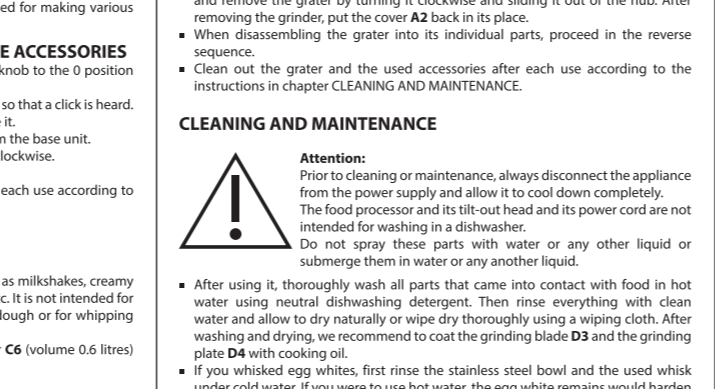 ed for making various
E ACCESSORIES
knob to the 0 position
so that a click is heard.
it.
the base unit.
lockwise.
each use according to
as milkshakes, creamy
c. It is not intended for
lough or for whipping
C6 (volume 0.6 litres)
and remove the grater by turning it clockwise and sliding it out of the hub. After
removing the grinder, put the cover A2 back in its place.
▪ When disassembling the grater into its individual parts, proceed in the reverse
sequence.
▪ Clean out the grater and the used accessories after each use according to the
instructions in chapter CLEANING AND MAINTENANCE.
CLEANING AND MAINTENANCE
Attention:
Prior to cleaning or maintenance, always disconnect the appliance
from the power supply and allow it to cool down completely.
The food processor and its tilt-out head and its power cord are not
intended for washing in a dishwasher.
Do not spray these parts with water or any other liquid or
submerge them in water or any another liquid.
▪ After using it, thoroughly wash all parts that came into contact with food in hot
water using neutral dishwashing detergent. Then rinse everything with clean
water and allow to dry naturally or wipe dry thoroughly using a wiping cloth. After
washing and drying, we recommend to coat the grinding blade D3 and the grinding
plate D4 with cooking oil.
▪ If you whisked egg whites, first rinse the stainless steel bowl and the used whisk
under cold water. If you were to use hot water, the egg white remains would harden